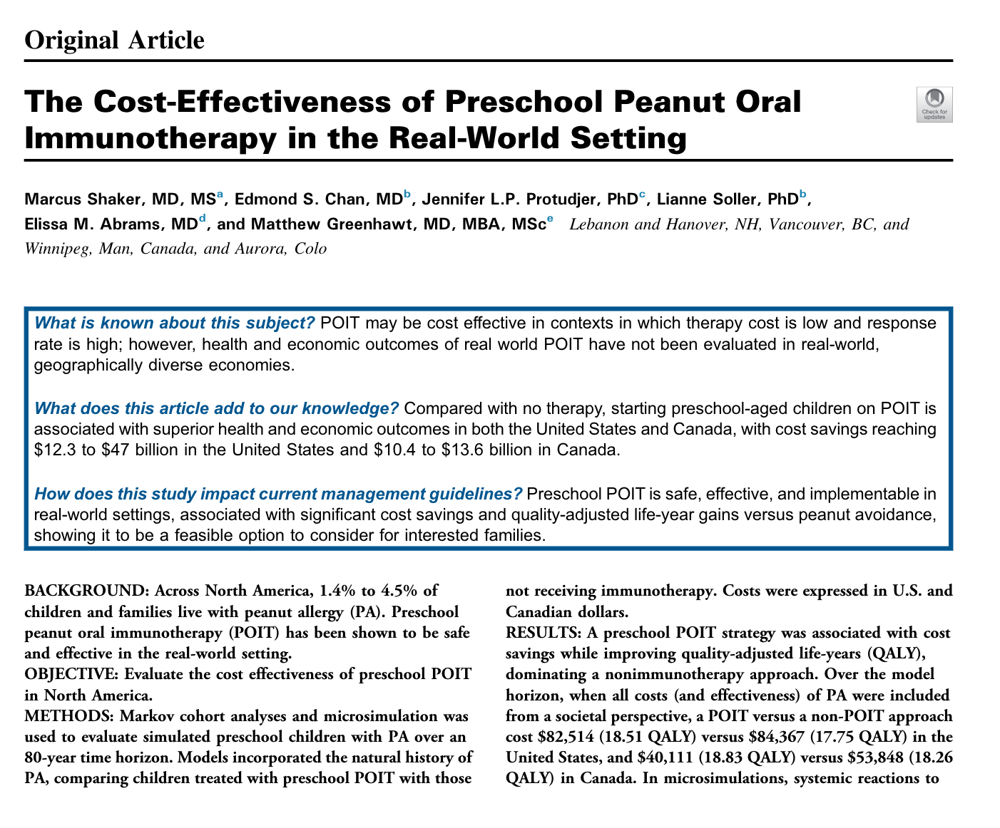 Original Article
The Cost-Effectiveness of Preschool Peanut Oral
Immunotherapy in the Real-World Setting
Check for
updates
Marcus Shaker, MD, MSa, Edmond S. Chan, MDb, Jennifer L.P. Protudjer, PhDc, Lianne Soller, PhDb,
Elissa M. Abrams, MDd, and Matthew Greenhawt, MD, MBA, MSce Lebanon and Hanover, NH, Vancouver, BC, and
Winnipeg, Man, Canada, and Aurora, Colo
What is known about this subject? POIT may be cost effective in contexts in which therapy cost is low and response
rate is high; however, health and economic outcomes of real world POIT have not been evaluated in real-world,
geographically diverse economies.
What does this article add to our knowledge? Compared with no therapy, starting preschool-aged children on POIT is
associated with superior health and economic outcomes in both the United States and Canada, with cost savings reaching
$12.3 to $47 billion in the United States and $10.4 to $13.6 billion in Canada.
How does this study impact current management guidelines? Preschool POIT is safe, effective, and implementable in
real-world settings, associated with significant cost savings and quality-adjusted life-year gains versus peanut avoidance,
showing it to be a feasible option to consider for interested families.
BACKGROUND: Across North America, 1.4% to 4.5% of
children and families live with peanut allergy (PA). Preschool
peanut oral immunotherapy (POIT) has been shown to be safe
and effective in the real-world setting.
OBJECTIVE: Evaluate the cost effectiveness of preschool POIT
in North America.
METHODS: Markov cohort analyses and microsimulation was
used to evaluate simulated preschool children with PA over an
80-year time horizon. Models incorporated the natural history of
PA, comparing children treated with preschool POIT with those
not receiving immunotherapy. Costs were expressed in U.S. and
Canadian dollars.
RESULTS: A preschool POIT strategy was associated with cost
savings while improving quality-adjusted life-years (QALY),
dominating a nonimmunotherapy approach. Over the model
horizon, when all costs (and effectiveness) of PA were included
from a societal perspective, a POIT versus a non-POIT approach
cost $82,514 (18.51 QALY) versus $84,367 (17.75 QALY) in the
United States, and $40,111 (18.83 QALY) versus $53,848 (18.26
QALY) in Canada. In microsimulations, systemic reactions to